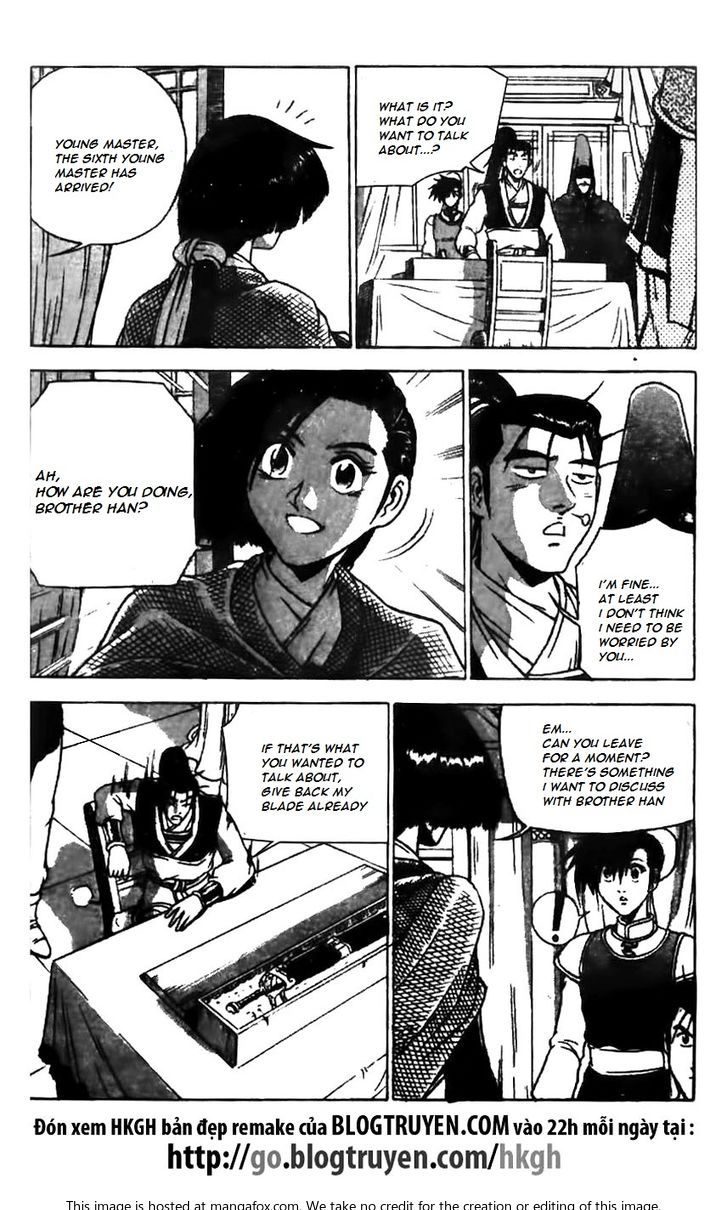 YOUNG MASTER,
THE SIXTH YOUNG
MASTER HAS
ARRIVED!
WHAT IS IT?
WHAT DO YOU
WANT TO TALK
ABOUT...?
AH,
HOW ARE YOU DOING,
BROTHER HAN?
I'M FINE...
AT LEAST
I DON'T THINK
I NEED TO BE
WORRIED BY
YOU...
IF THAT'S WHAT
YOU WANTED TO
TALK ABOUT,
GIVE BACK MY
BLADE ALREADY
EM...
CAN YOU LEAVE
FOR A MOMENT?
THERE'S SOMETHING
I WANT TO DISCUSS
WITH BROTHER HAN
!
Đón xem HKGH bản đẹp remake của BLOGTRUYEN.COM vào 22h mỗi ngày tại :
http://go.blogtruyen.com/hkgh
This image is hosted at mangafox.com. We take no credit for the creation or editing of this image.